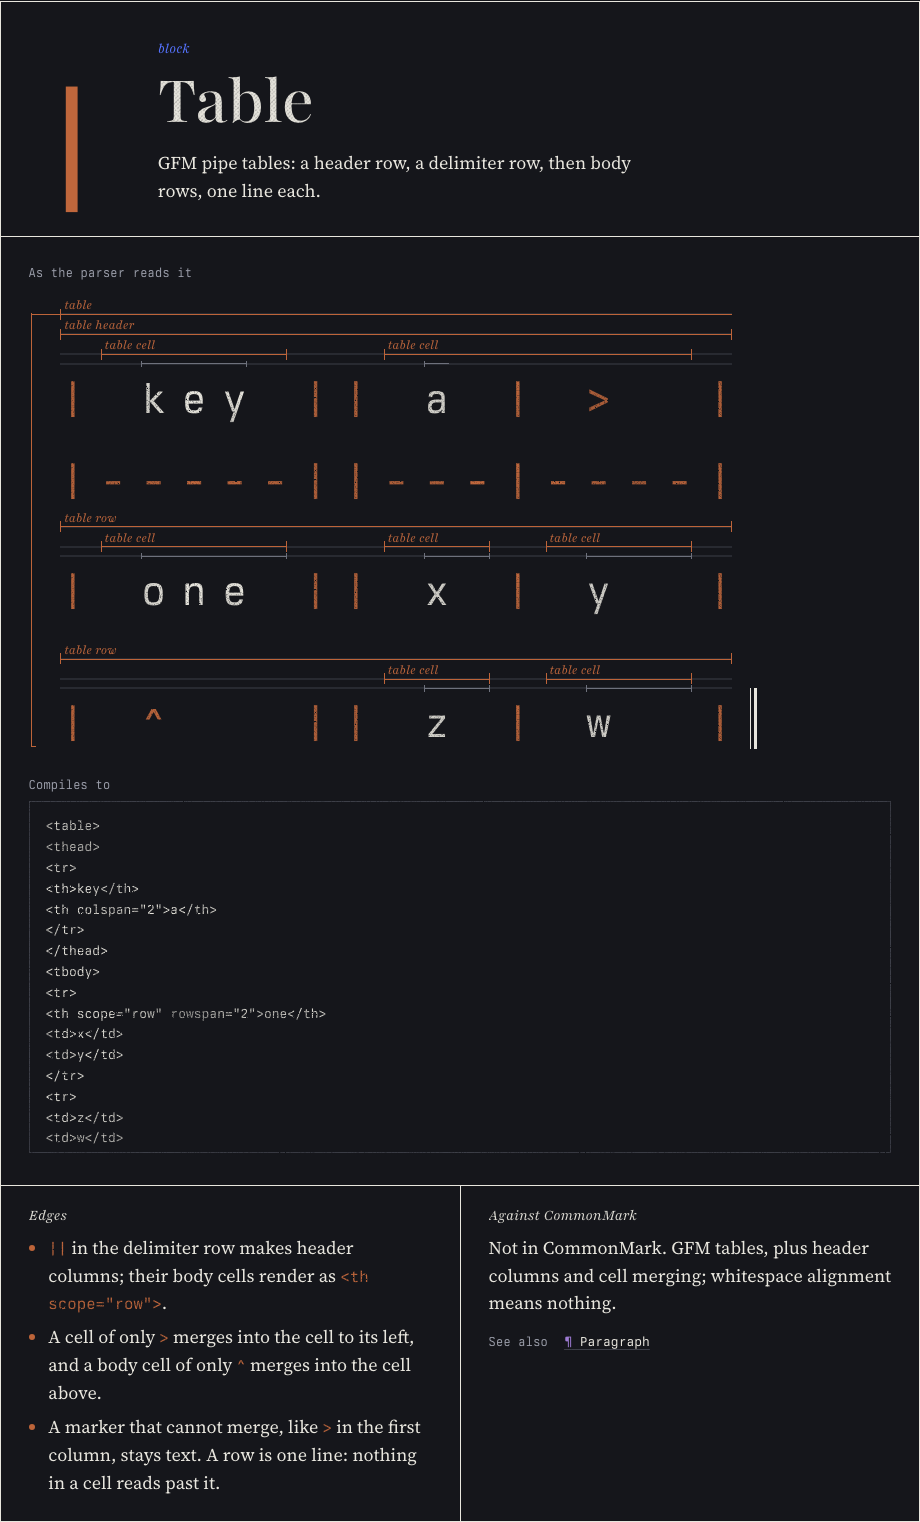 block
Table
GFM pipe tables: a header row, a delimiter row, then body
rows, one line each.
As the parser reads it
table
table header
table cell table cell
| key || a | > |
|-----||---|----|
table row
table cell table cell table cell
| one || x | y |
table row
table cell table cell
| ^ || z | w |
Compiles to
<table>
<thead>
<tr>
<th>key</th>
<th colspan="2">a</th>
</tr>
</thead>
<tbody>
<tr>
<th scope="row" rowspan="2">one</th>
<td>x</td>
<td>y</td>
</tr>
<tr>
<td>z</td>
<td>w</td>
Edges
• || in the delimiter row makes header
columns; their body cells render as <th
scope="row">.
• A cell of only > merges into the cell to its left,
and a body cell of only ^ merges into the cell
above.
• A marker that cannot merge, like > in the first
column, stays text. A row is one line: nothing
in a cell reads past it.
Against CommonMark
Not in CommonMark. GFM tables, plus header
columns and cell merging; whitespace alignment
means nothing.
See also ¶ Paragraph